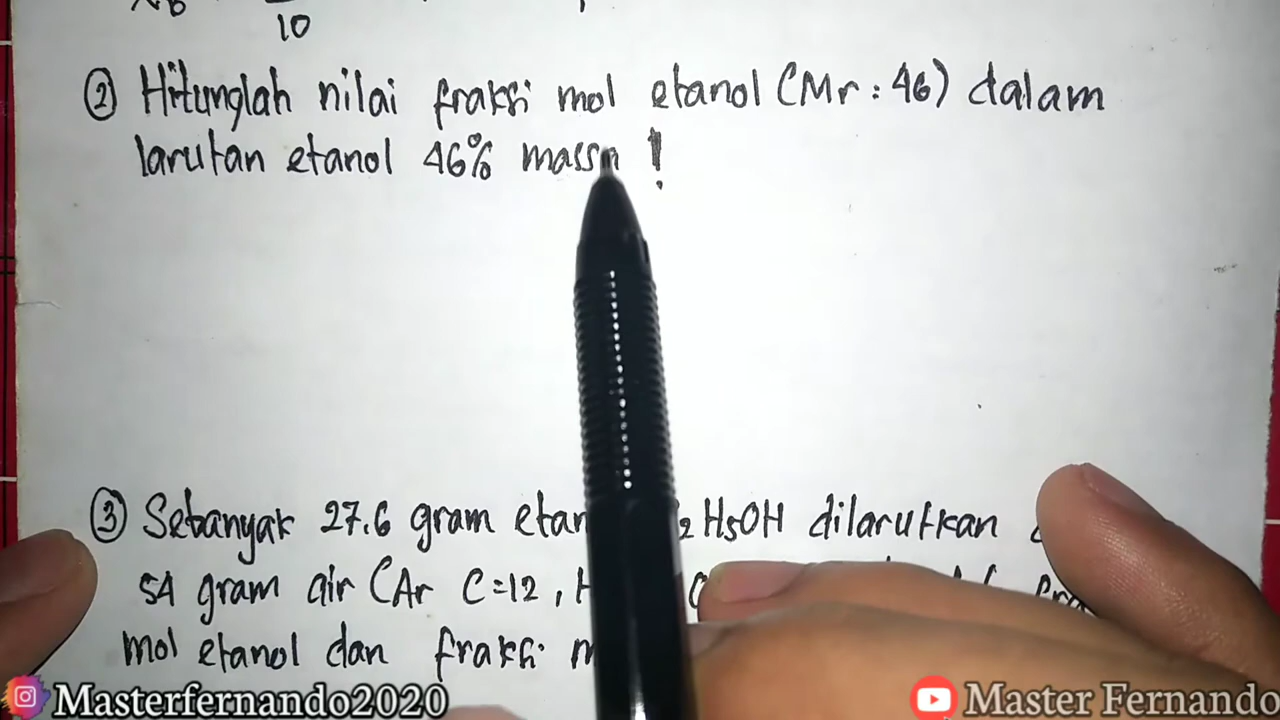 10
② Hitunglah nilai fraksi mol etanol (Mr : 46) dalam
larutan etanol 46% massa !
③ Sebanyak 27.6 gram etan H5OH dilarutkan
54 gram air (Ar C=12, H
mol etanol dan fraksi m
Masterfernando2020
Master Fernando